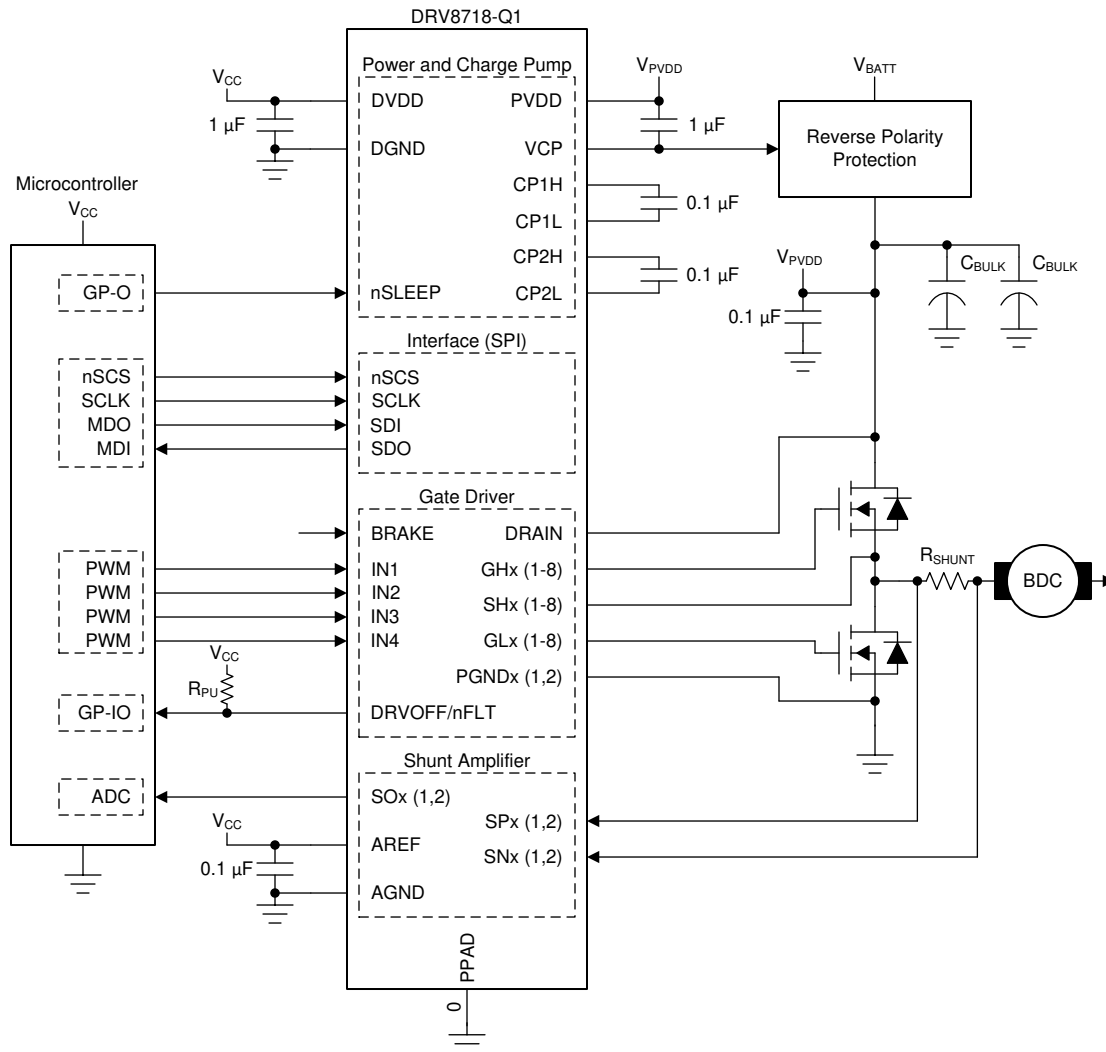 DRV8718-Q1
Power and Charge Pump
V_CC
V_PVDD
V_BATT
DVDD
PVDD
1 µF
1 µF
DGND
VCP
Reverse Polarity
Protection
CP1H
0.1 µF
CP1L
Microcontroller
V_CC
CP2H
0.1 µF
CP2L
GP-O
nSLEEP
V_PVDD
0.1 µF
C_BULK
C_BULK
Interface (SPI)
nSCS
nSCS
SCLK
SCLK
MDO
SDI
MDI
SDO
Gate Driver
BRAKE
DRAIN
PWM
IN1
GHx (1-8)
PWM
IN2
PWM
IN3
SHx (1-8)
PWM
IN4
GLx (1-8)
R_SHUNT
BDC
V_CC
R_PU
PGNDx (1,2)
GP-IO
DRVOFF/nFLT
Shunt Amplifier
ADC
SOx (1,2)
SPx (1,2)
V_CC
0.1 µF
AREF
SNx (1,2)
AGND
PPAD
0